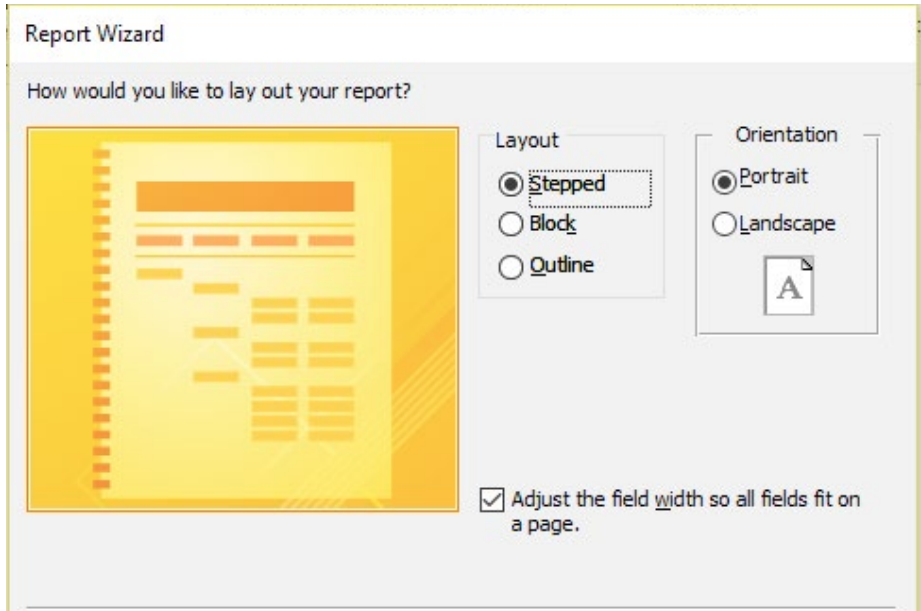 Report Wizard
How would you like to lay out your report?
Layout
Stepped
Block
Outline
Orientation
Portrait
Landscape
A
Adjust the field width so all fields fit on
a page.